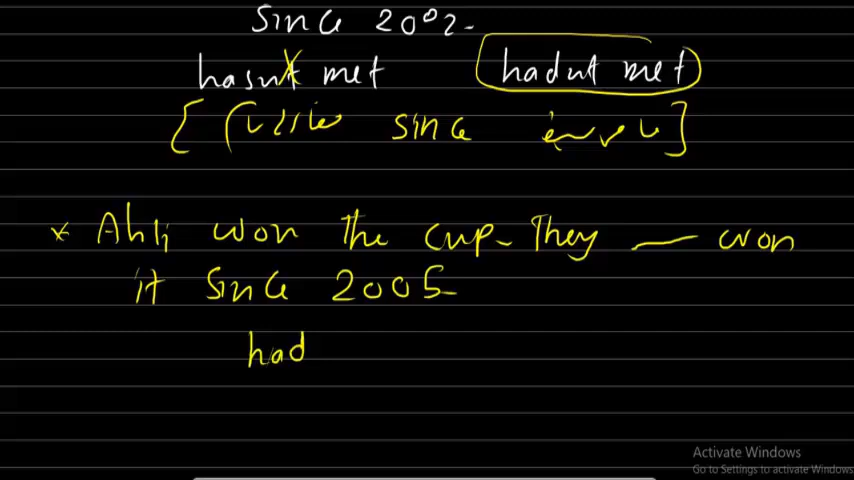 Since 2002-
hasn't met hadn't met
since
* Ahli won the cup- They — won
it since 2005
had
Activate Windows
Go to Settings to activate Windows